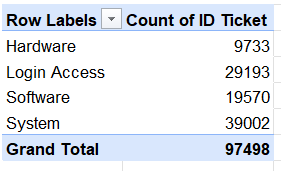 Row Labels Count of ID Ticket
Hardware 9733
Login Access 29193
Software 19570
System 39002
Grand Total 97498